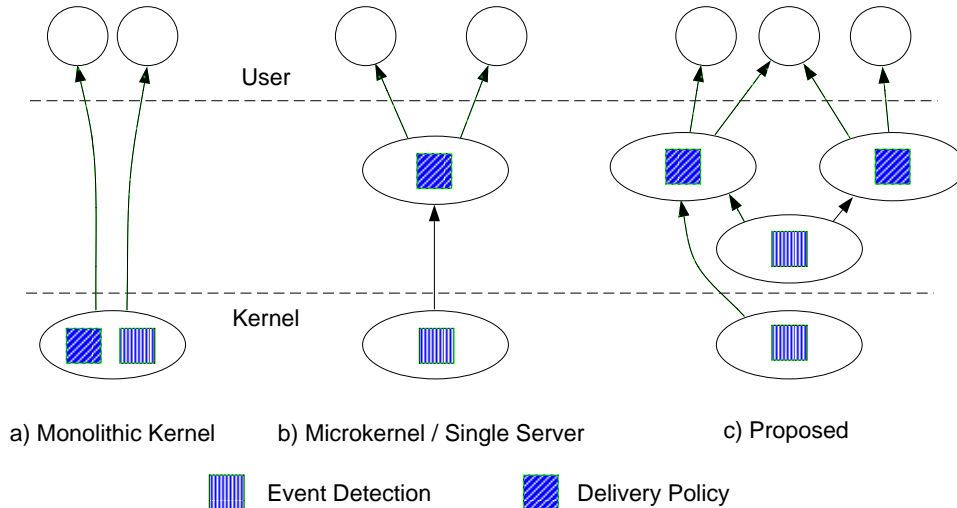 User
Kernel
a) Monolithic Kernel
b) Microkernel / Single Server
c) Proposed
Event Detection
Delivery Policy